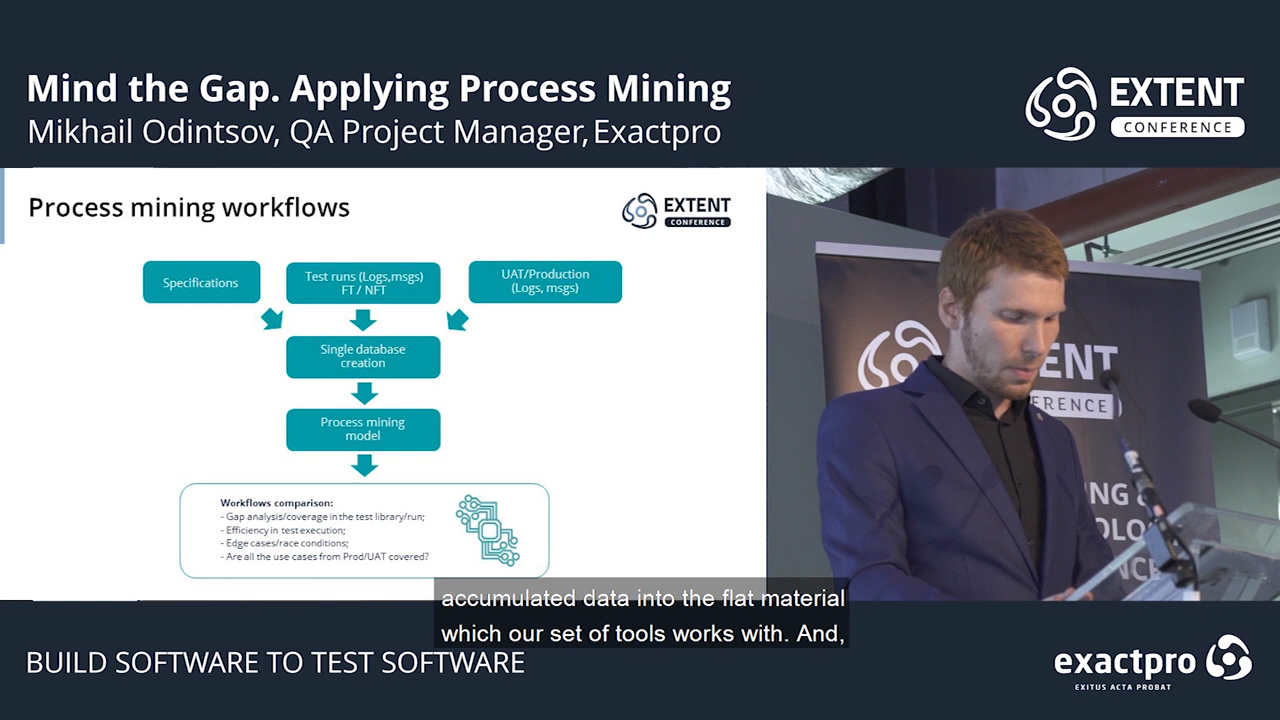 Mind the Gap. Applying Process Mining
Mikhail Odintsov, QA Project Manager, Exactpro
EXTENT
CONFERENCE
Process mining workflows
EXTENT
CONFERENCE
Specifications
Test runs (Logs,msgs)
FT / NFT
UAT/Production
(Logs, msgs)
Single database
creation
Process mining
model
Workflows comparison:
- Gap analysis/coverage in the test library/run;
- Efficiency in test execution;
- Edge cases/race conditions;
- Are all the use cases from Prod/UAT covered?
accumulated data into the flat material
which our set of tools works with. And,
BUILD SOFTWARE TO TEST SOFTWARE
exactpro
EXITUS ACTA PROBAT